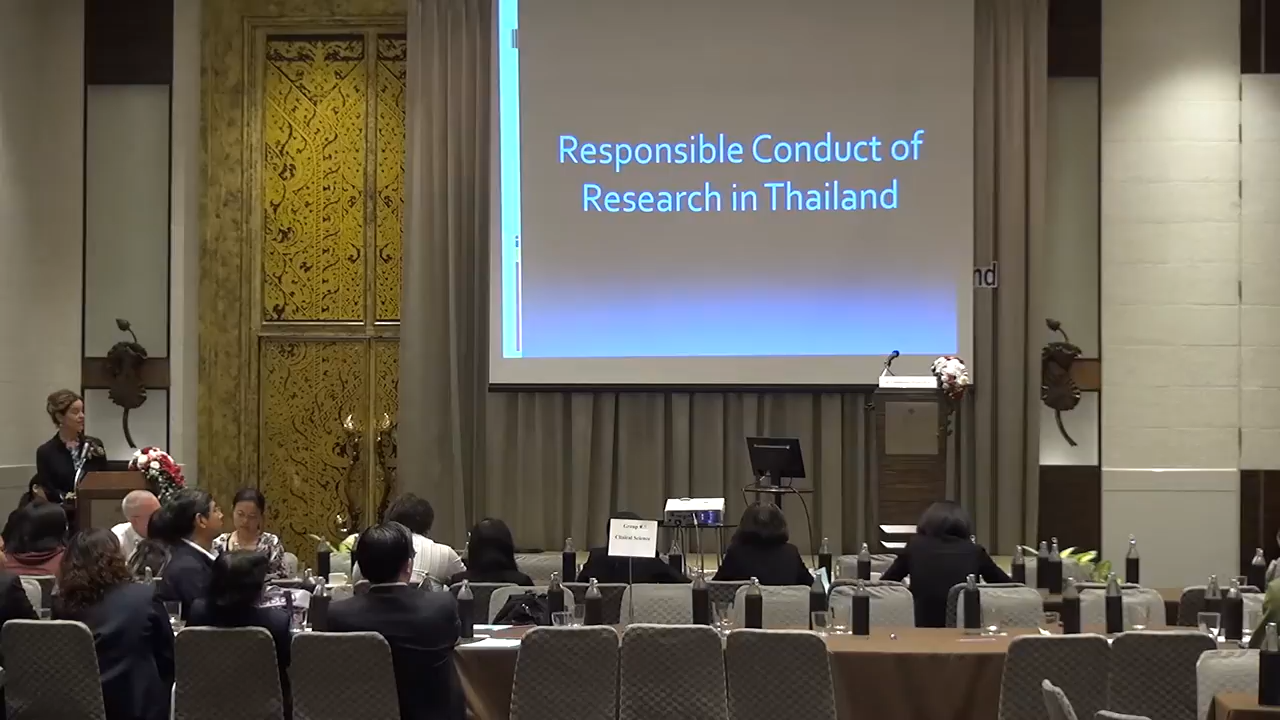 Responsible Conduct of
Research in Thailand
nd
Group
Clinical Science